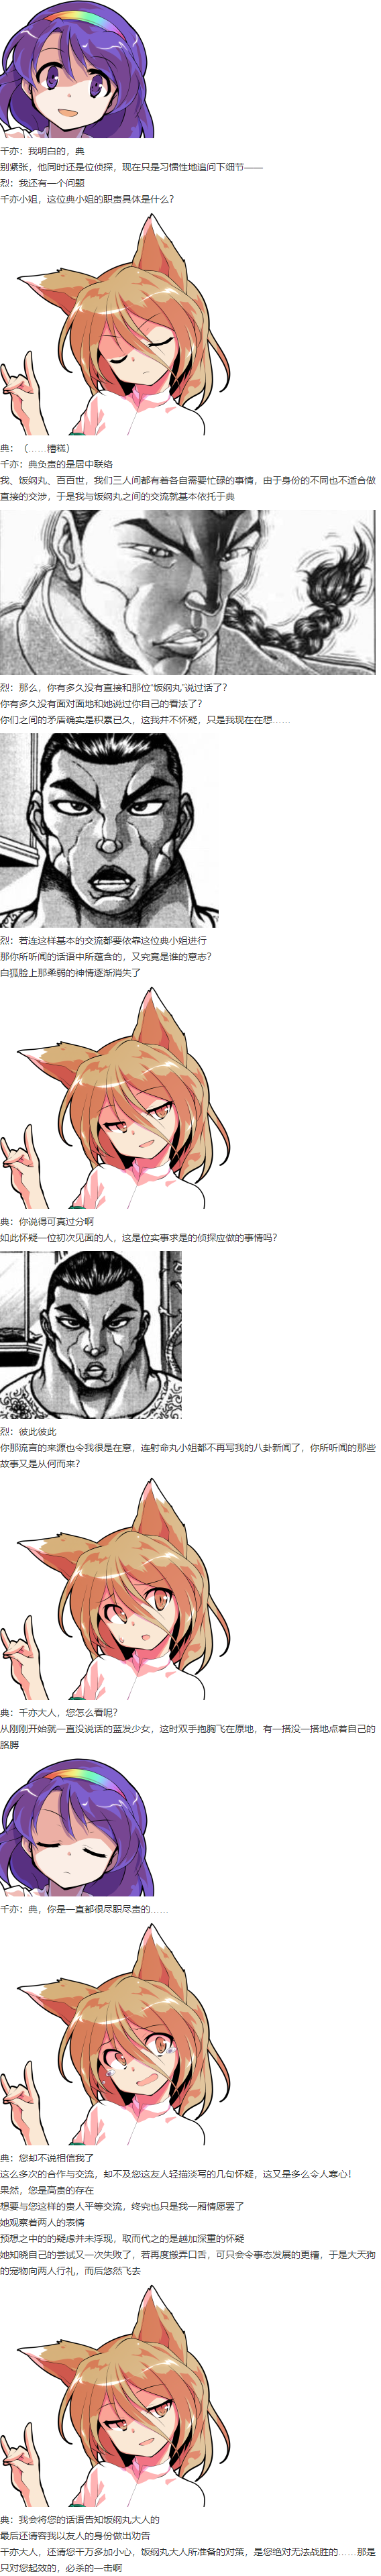 千亦：我明白的，典
别紧张，他同时还是位侦探，现在只是习惯性地追问下细节——
烈：我还有一个问题
千亦小姐，这位典小姐的职责具体是什么？
典：（……糟糕）
千亦：典负责的是居中联络
我、饭纲丸、百百世，我们三人间都有着各自需要忙碌的事情，由于身份的不同也不适合做
直接的交涉，于是我与饭纲丸之间的交流就基本依托于典
烈：那么，你有多久没有直接和那位“饭纲丸”说过话了？
你有多久没有面对面地和她说过你自己的看法了？
你们之间的矛盾确实是积累已久，这我并不怀疑，只是我现在在想……
烈：若连这样基本的交流都要依靠这位典小姐进行
那你所听闻的话语中所蕴含的，又究竟是谁的意志？
白狐脸上那柔弱的神情逐渐消失了
典：你说得可真过分啊
如此怀疑一位初次见面的人，这是位实事求是的侦探应做的事情吗？
烈：彼此彼此
你那流言的来源也令我很是在意，连射命丸小姐都不再写我的八卦新闻了，你所听闻的那些
故事又是从何而来？
典：千亦大人，您怎么看呢？
从刚刚开始就一直没说话的蓝发少女，这时双手抱胸飞在原地，有一搭没一搭地点着自己的
胳膊
千亦：典，你是一直都很尽职尽责的……
典：您却不说相信我了
这么多次的合作与交流，却不及您这友人轻描淡写的几句怀疑，这又是多么令人寒心！
果然，您是高贵的存在
想要与您这样的贵人平等交流，终究也只是我一厢情愿罢了
她观察着两人的表情
预想之中的的疑虑并未浮现，取而代之的是越加深重的怀疑
她知晓自己的尝试又一次失败了，若再度搬弄口舌，可只会令事态发展的更糟，于是大天狗
的宠物向两人行礼，而后悠然飞去
典：我会将您的话语告知饭纲丸大人的
最后还请容我以友人的身份做出劝告
千亦大人，还请您千万多加小心，饭纲丸大人所准备的对策，是您绝对无法战胜的……那是
只对您起效的，必杀的一击啊